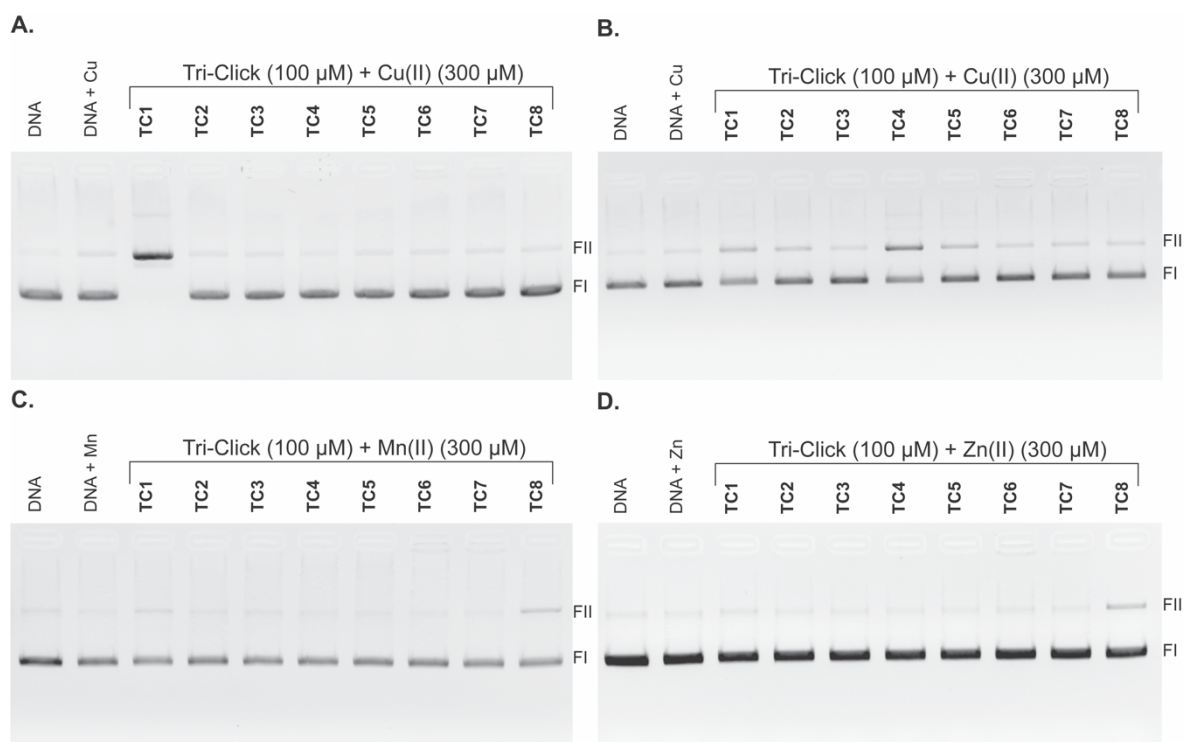 A.
Tri-Click (100 µM) + Cu(II) (300 µM)
DNA
DNA + Cu
TC1
TC2
TC3
TC4
TC5
TC6
TC7
TC8
FII
FI
B.
Tri-Click (100 µM) + Cu(II) (300 µM)
DNA
DNA + Cu
TC1
TC2
TC3
TC4
TC5
TC6
TC7
TC8
FII
FI
C.
Tri-Click (100 µM) + Mn(II) (300 µM)
DNA
DNA + Mn
TC1
TC2
TC3
TC4
TC5
TC6
TC7
TC8
FII
FI
D.
Tri-Click (100 µM) + Zn(II) (300 µM)
DNA
DNA + Zn
TC1
TC2
TC3
TC4
TC5
TC6
TC7
TC8
FII
FI